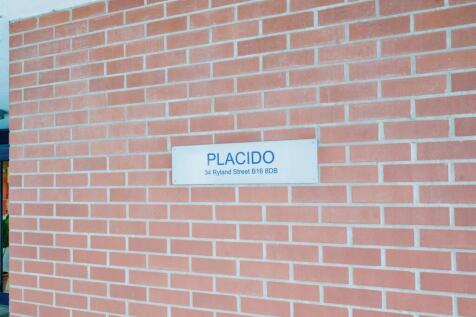 PLACIDO
34 Ryland Street B16 8DB